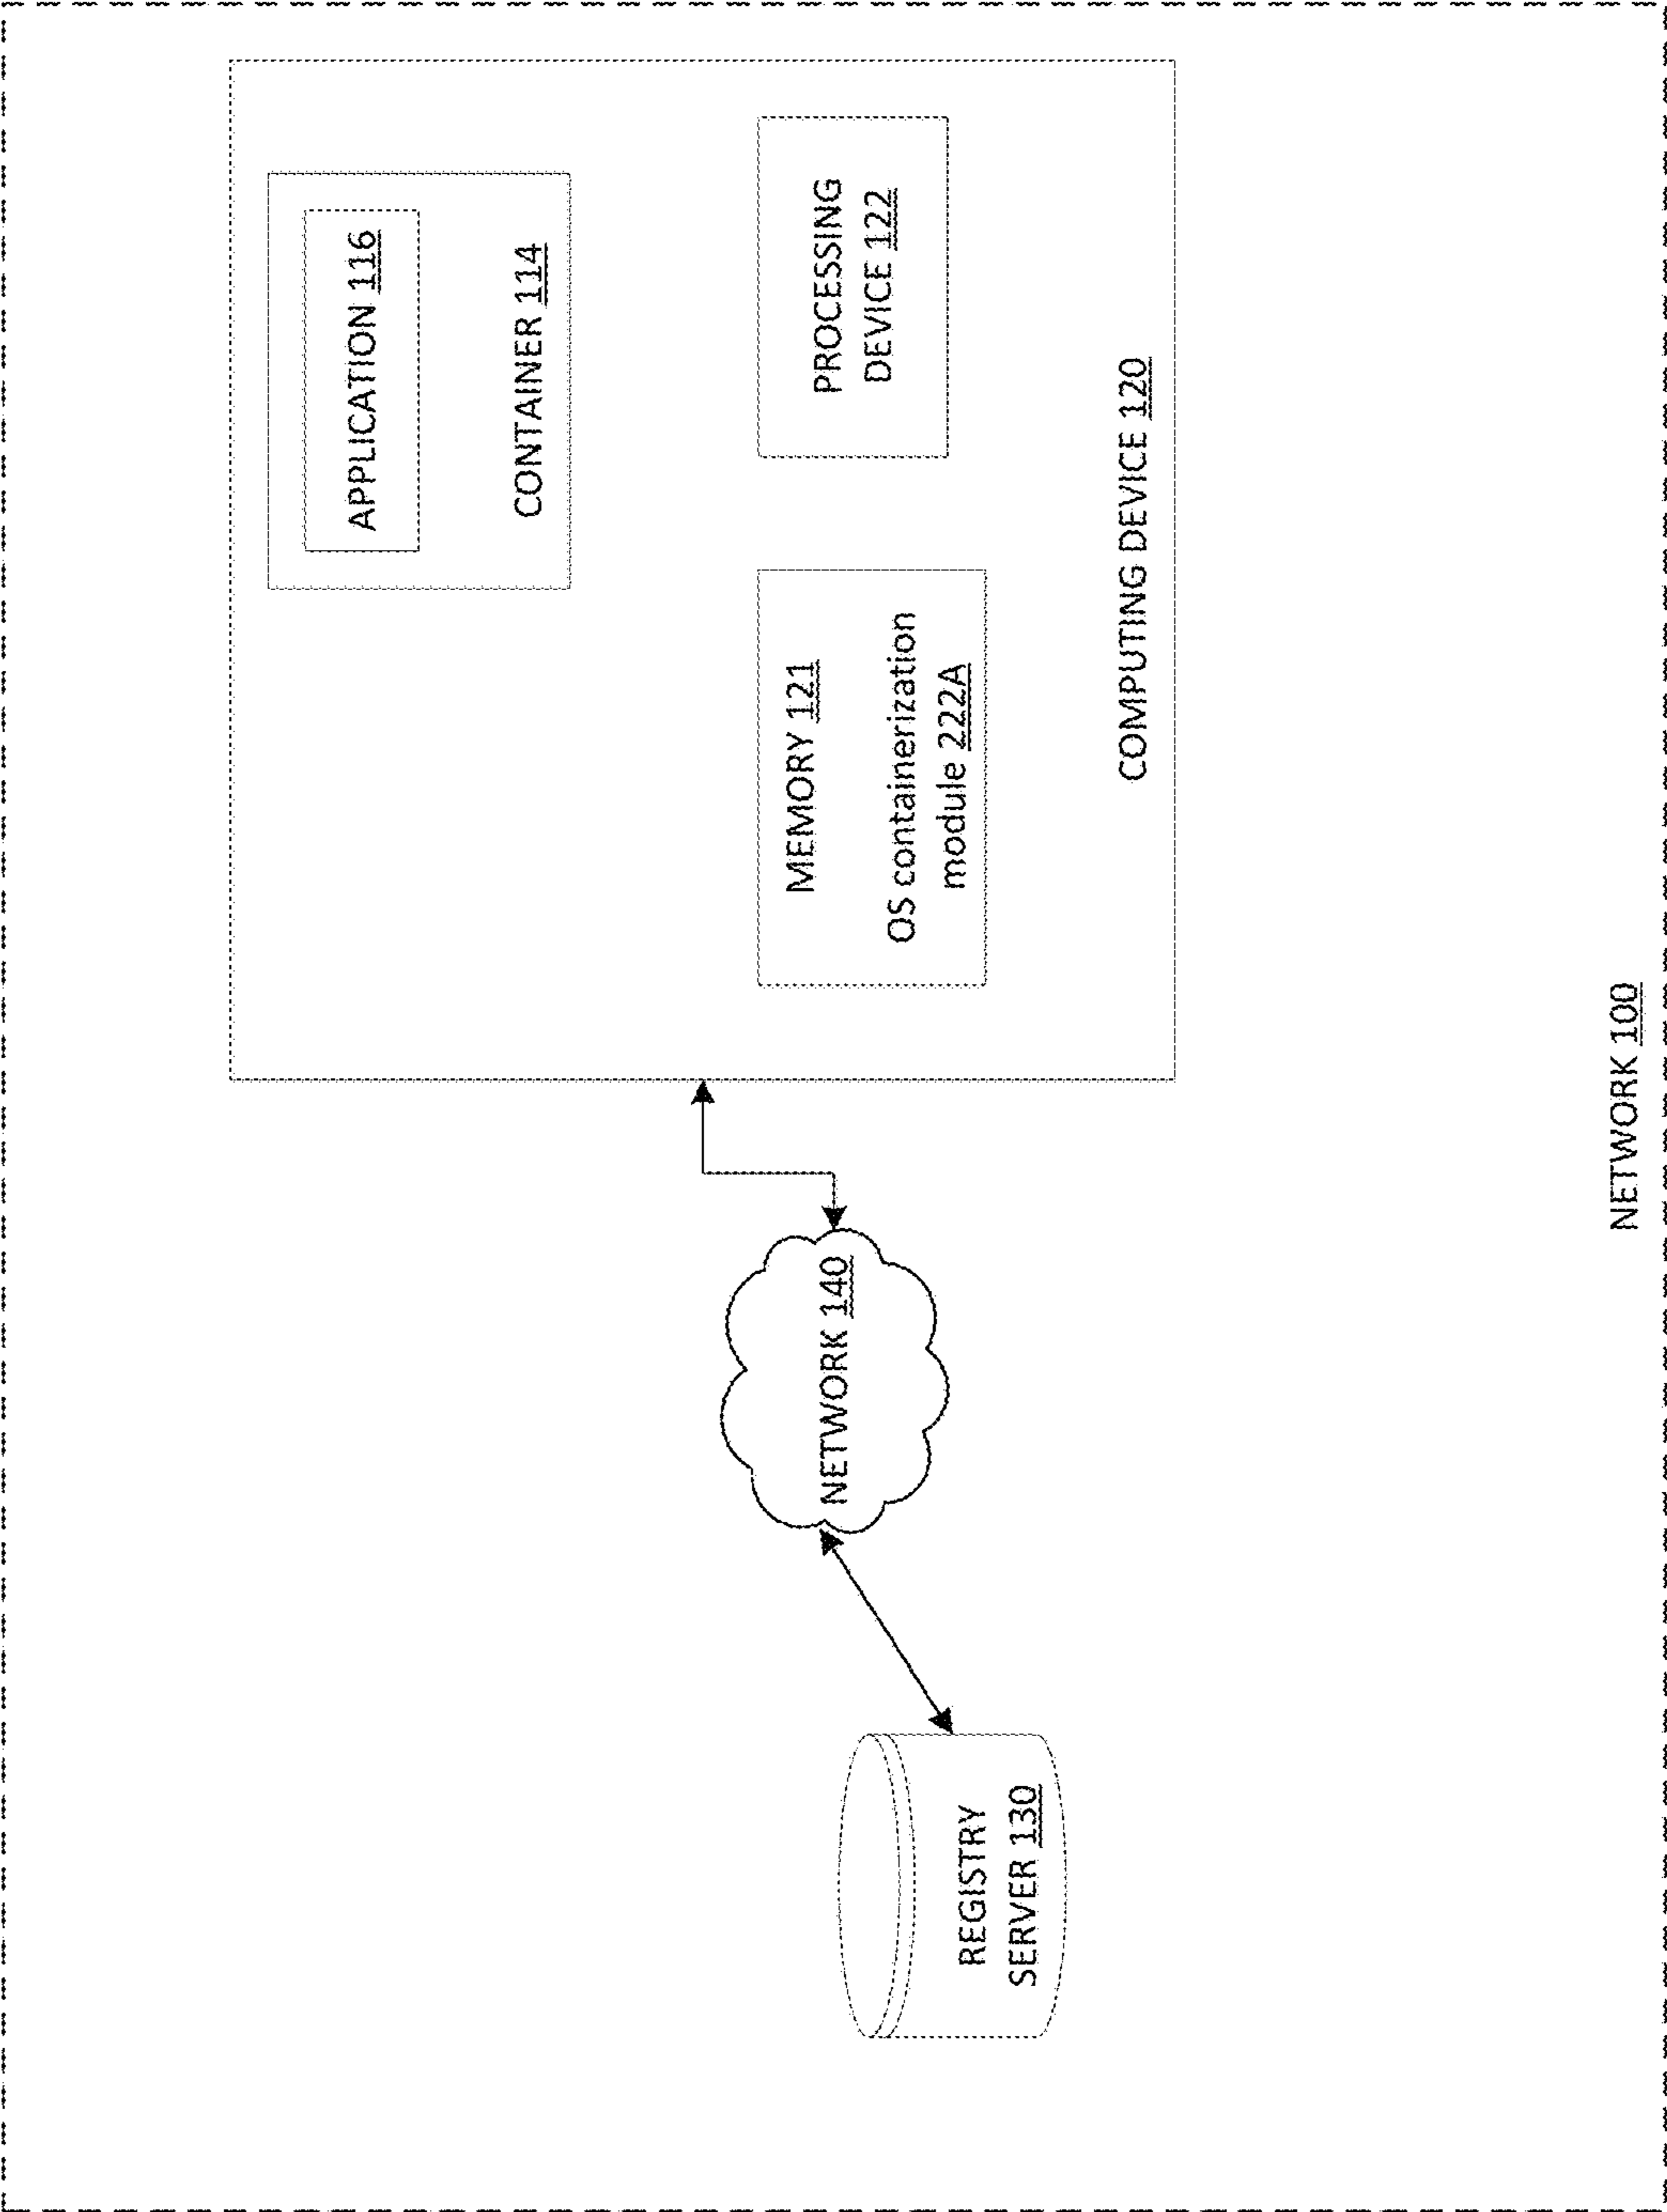 APPLICATION 116
CONTAINER 114
MEMORY 121
OS containerization
module 222A
PROCESSING
DEVICE 122
COMPUTING DEVICE 120
NETWORK 140
REGISTRY
SERVER 130
NETWORK 100